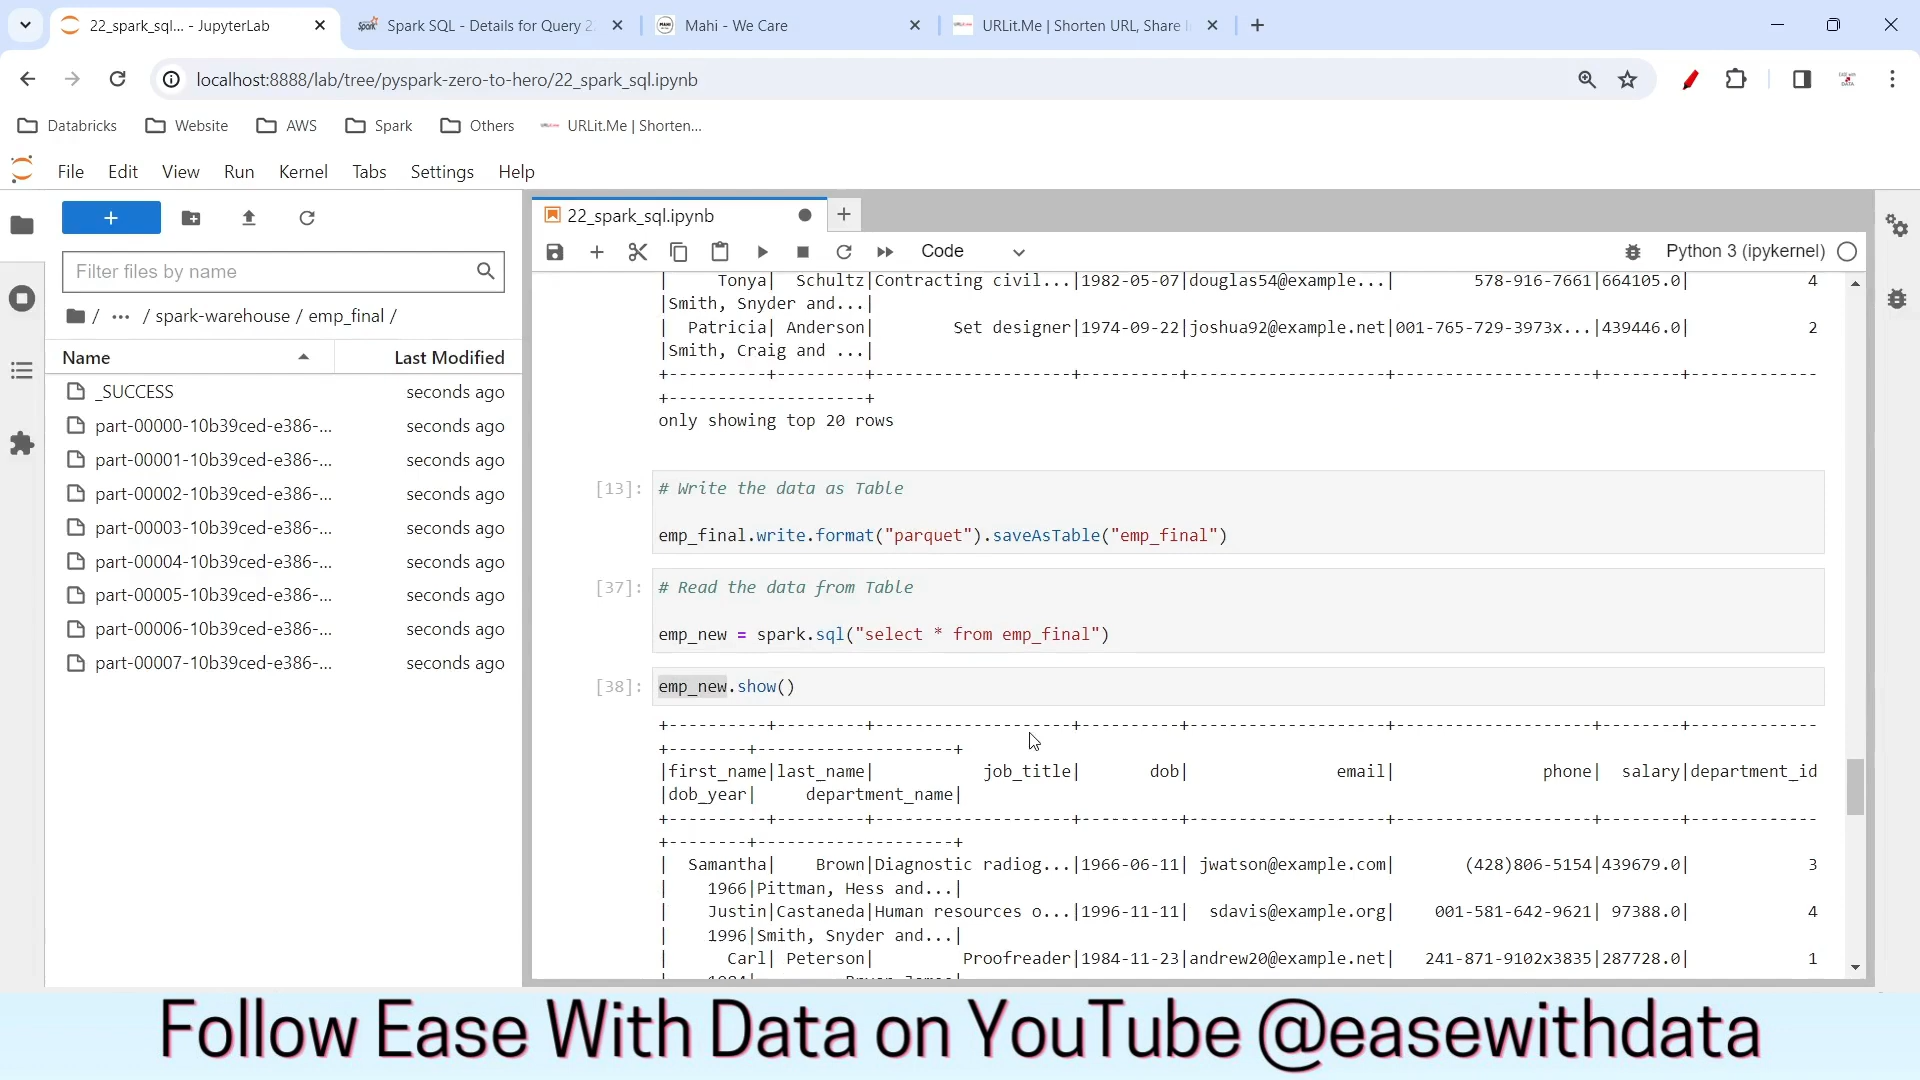 22_spark_sql... - JupyterLab
Spark SQL - Details for Query 2
Mahi - We Care
URLit.Me | Shorten URL, Share l
localhost:8888/lab/tree/pyspark-zero-to-hero/22_spark_sql.ipynb
Databricks
Website
AWS
Spark
Others
URLit.Me | Shorten...
File Edit View Run Kernel Tabs Settings Help
Filter files by name
/ ... / spark-warehouse / emp_final /
Name Last Modified
_SUCCESS seconds ago
part-00000-10b39ced-e386-... seconds ago
part-00001-10b39ced-e386-... seconds ago
part-00002-10b39ced-e386-... seconds ago
part-00003-10b39ced-e386-... seconds ago
part-00004-10b39ced-e386-... seconds ago
part-00005-10b39ced-e386-... seconds ago
part-00006-10b39ced-e386-... seconds ago
part-00007-10b39ced-e386-... seconds ago
22_spark_sql.ipynb
Code
Python 3 (ipykernel)
| Tonya| Schultz|Contracting civil...|1982-05-07|douglas54@example...| 578-916-7661|664105.0| 4
|Smith, Snyder and...|
| Patricia| Anderson| Set designer|1974-09-22|joshua92@example.net|001-765-729-3973x...|439446.0| 2
|Smith, Craig and ...|
+----------+---------+--------------------+----------+--------------------+--------------------+--------+-------------
+--------------------+
only showing top 20 rows
[13]: # Write the data as Table
emp_final.write.format("parquet").saveAsTable("emp_final")
[37]: # Read the data from Table
emp_new = spark.sql("select * from emp_final")
[38]: emp_new.show()
+----------+---------+--------------------+----------+--------------------+--------------------+--------+-------------
+--------+--------------------+
|first_name|last_name| job_title| dob| email| phone| salary|department_id
|dob_year| department_name|
+----------+---------+--------------------+----------+--------------------+--------------------+--------+-------------
+--------+--------------------+
| Samantha| Brown|Diagnostic radiog...|1966-06-11| jwatson@example.com| (428)806-5154|439679.0| 3
| 1966|Pittman, Hess and...|
| Justin|Castaneda|Human resources o...|1996-11-11| sdavis@example.org| 001-581-642-9621| 97388.0| 4
| 1996|Smith, Snyder and...|
| Carl| Peterson| Proofreader|1984-11-23|andrew20@example.net| 241-871-9102x3835|287728.0| 1
Follow Ease With Data on YouTube @easewithdata